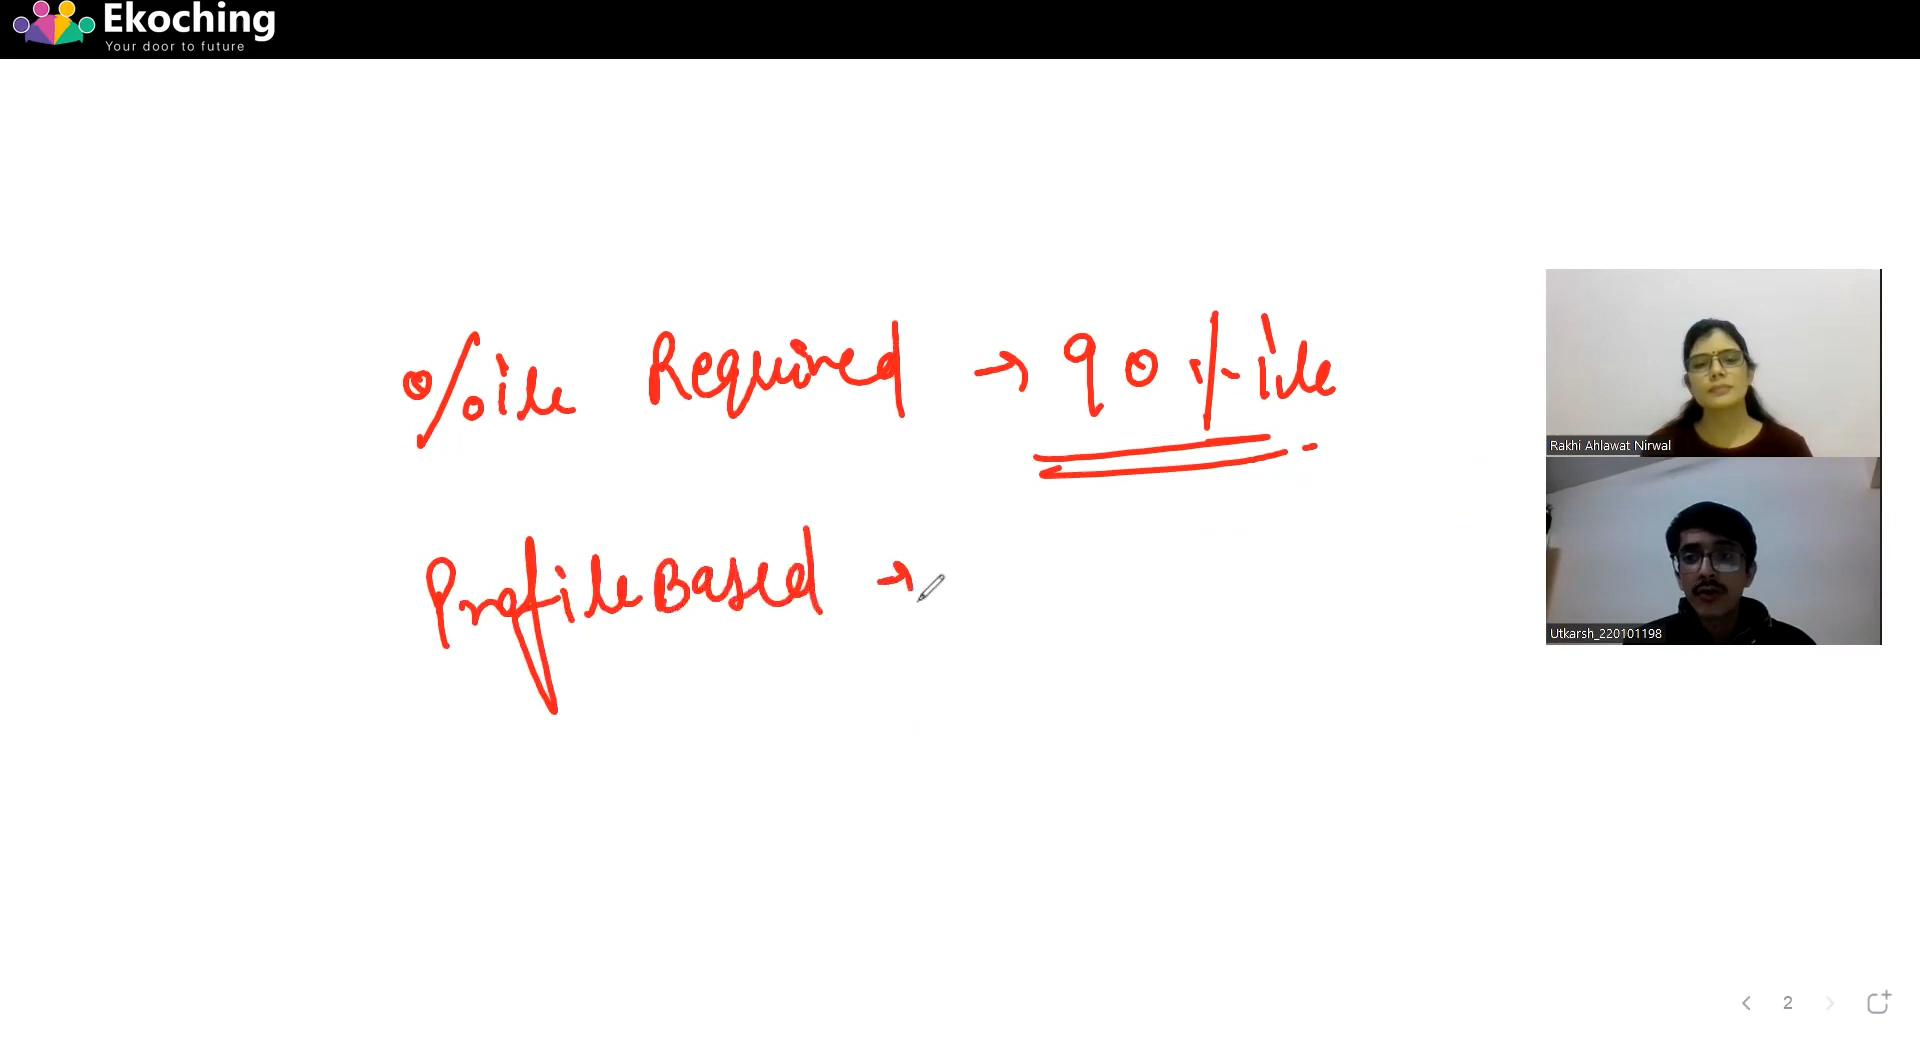 Ekoching
Your door to future
%ile Required → 90 %ile
Profile Based →
Rakhi Ahlawat Nirwal
Utkarsh_220101198
2